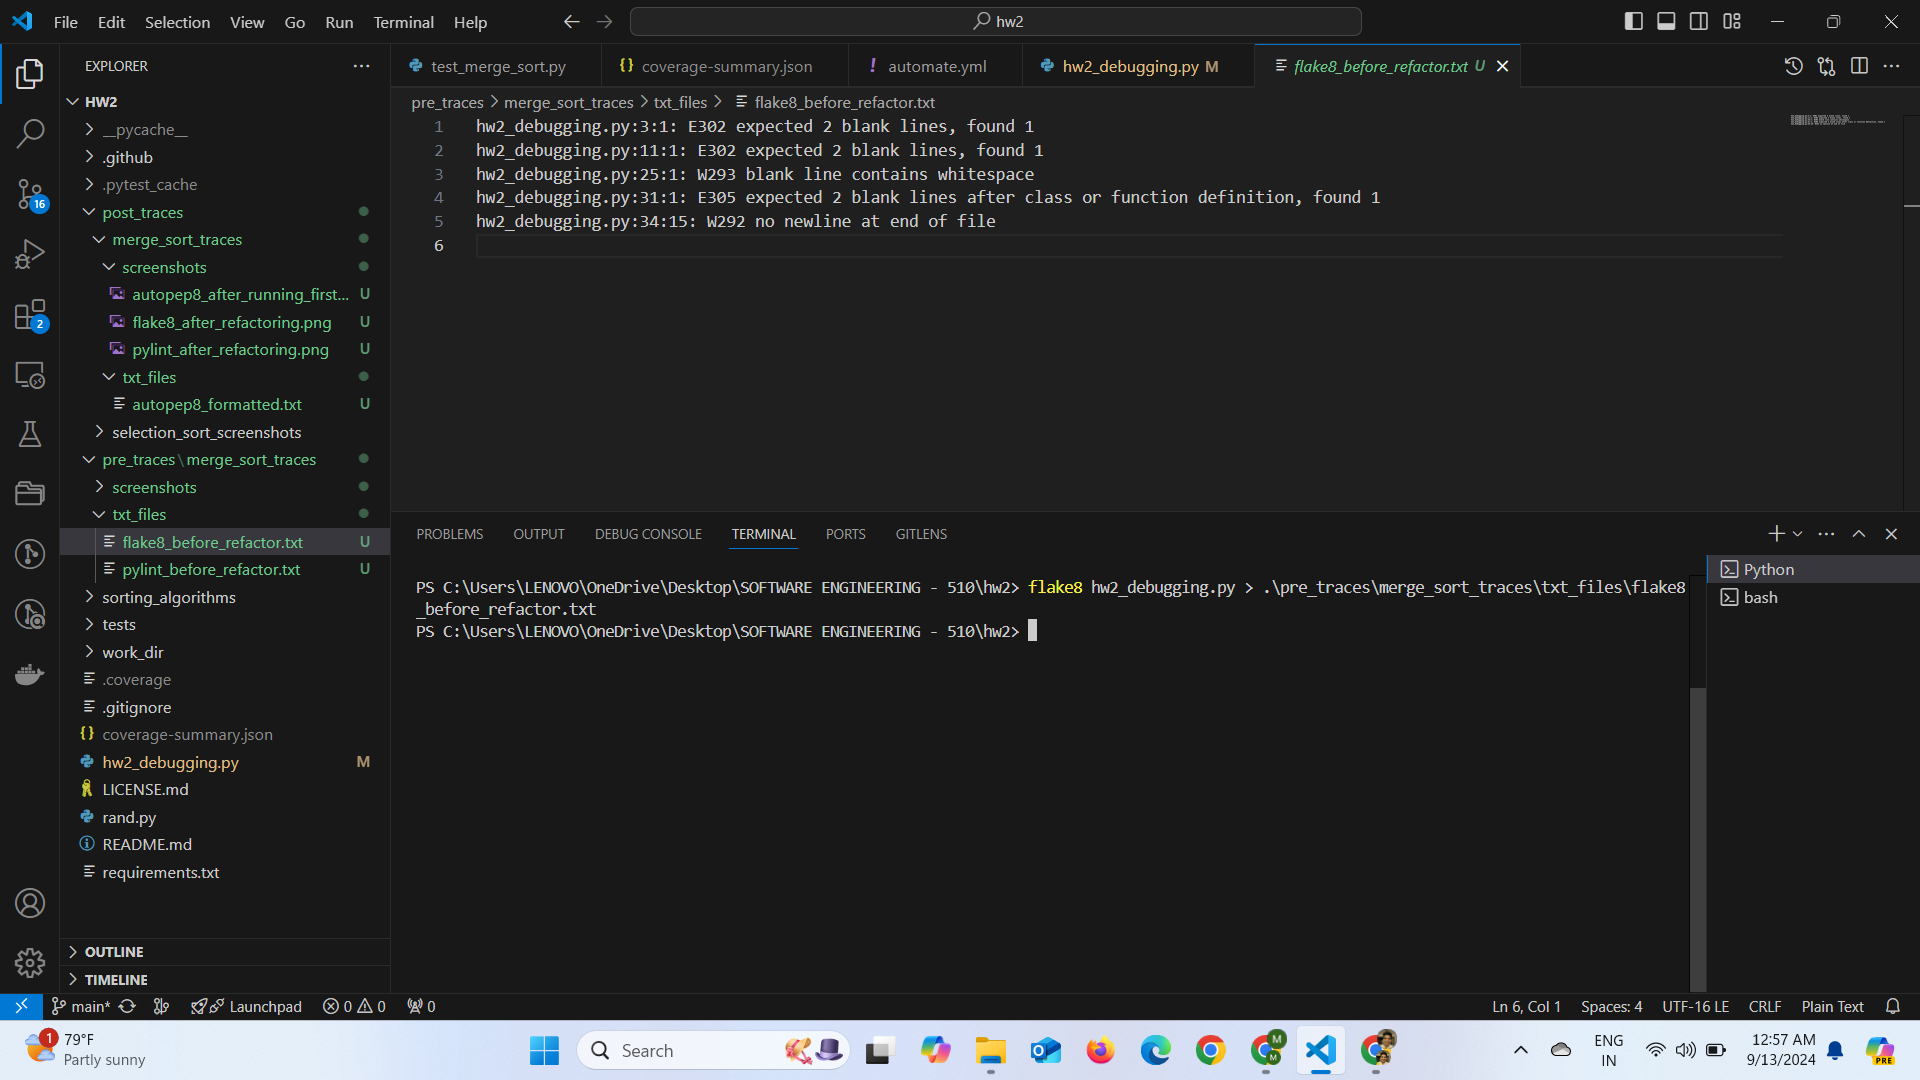 File Edit Selection View Go Run Terminal Help
hw2
EXPLORER
HW2
__pycache__
.github
.pytest_cache
post_traces
merge_sort_traces
screenshots
autopep8_after_running_first... U
flake8_after_refactoring.png U
pylint_after_refactoring.png U
txt_files
autopep8_formatted.txt U
selection_sort_screenshots
pre_traces\merge_sort_traces
screenshots
txt_files
flake8_before_refactor.txt U
pylint_before_refactor.txt U
sorting_algorithms
tests
work_dir
.coverage
.gitignore
coverage-summary.json
hw2_debugging.py M
LICENSE.md
rand.py
README.md
requirements.txt
OUTLINE
TIMELINE
16
2
test_merge_sort.py coverage-summary.json automate.yml hw2_debugging.py M flake8_before_refactor.txt U
pre_traces > merge_sort_traces > txt_files > flake8_before_refactor.txt
1 hw2_debugging.py:3:1: E302 expected 2 blank lines, found 1
2 hw2_debugging.py:11:1: E302 expected 2 blank lines, found 1
3 hw2_debugging.py:25:1: W293 blank line contains whitespace
4 hw2_debugging.py:31:1: E305 expected 2 blank lines after class or function definition, found 1
5 hw2_debugging.py:34:15: W292 no newline at end of file
6
PROBLEMS OUTPUT DEBUG CONSOLE TERMINAL PORTS GITLENS
PS C:\Users\LENOVO\OneDrive\Desktop\SOFTWARE ENGINEERING - 510\hw2> flake8 hw2_debugging.py > .\pre_traces\merge_sort_traces\txt_files\flake8
_before_refactor.txt
PS C:\Users\LENOVO\OneDrive\Desktop\SOFTWARE ENGINEERING - 510\hw2>
Python
bash
main* Launchpad 0 0 0 Ln 6, Col 1 Spaces: 4 UTF-16 LE CRLF Plain Text
1 79°F
Partly sunny
Search
M
M
ENG
IN
12:57 AM
9/13/2024
PRE